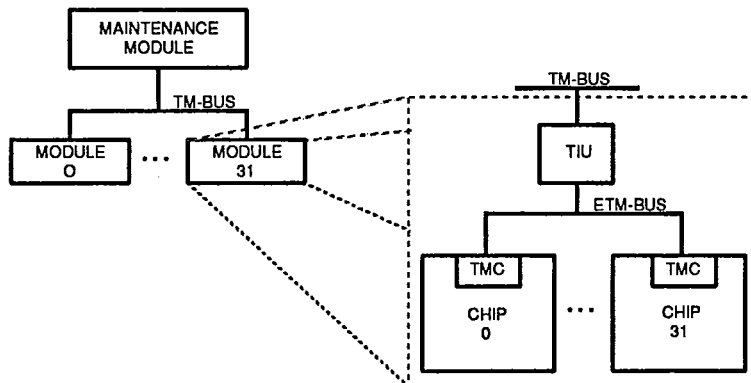 MAINTENANCE
MODULE
TM-BUS
MODULE
0
...
MODULE
31
TM-BUS
TIU
ETM-BUS
TMC
CHIP
0
...
TMC
CHIP
31